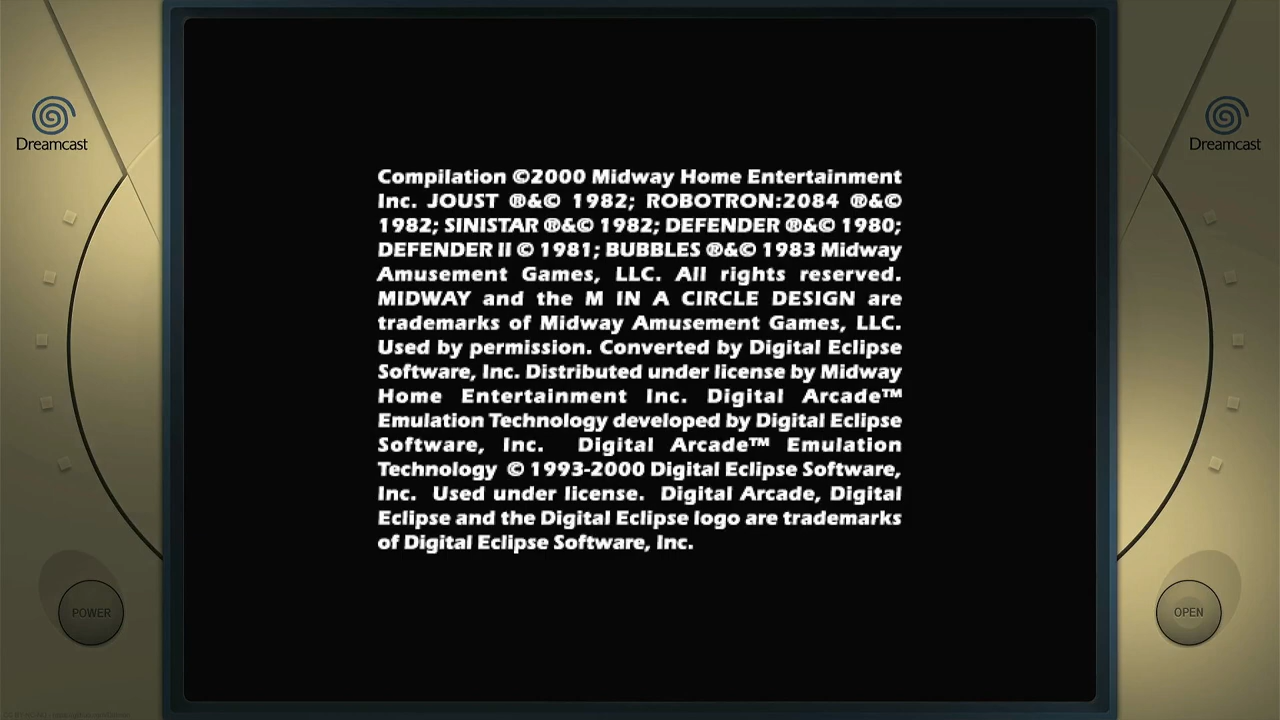 Dreamcast
Dreamcast
Compilation ©2000 Midway Home Entertainment
Inc. JOUST ®&© 1982; ROBOTRON:2084 ®&©
1982; SINISTAR ®&© 1982; DEFENDER ®&© 1980;
DEFENDER II © 1981; BUBBLES ®&© 1983 Midway
Amusement Games, LLC. All rights reserved.
MIDWAY and the M IN A CIRCLE DESIGN are
trademarks of Midway Amusement Games, LLC.
Used by permission. Converted by Digital Eclipse
Software, Inc. Distributed under license by Midway
Home Entertainment Inc. Digital Arcade™
Emulation Technology developed by Digital Eclipse
Software, Inc. Digital Arcade™ Emulation
Technology © 1993-2000 Digital Eclipse Software,
Inc. Used under license. Digital Arcade, Digital
Eclipse and the Digital Eclipse logo are trademarks
of Digital Eclipse Software, Inc.
POWER
OPEN